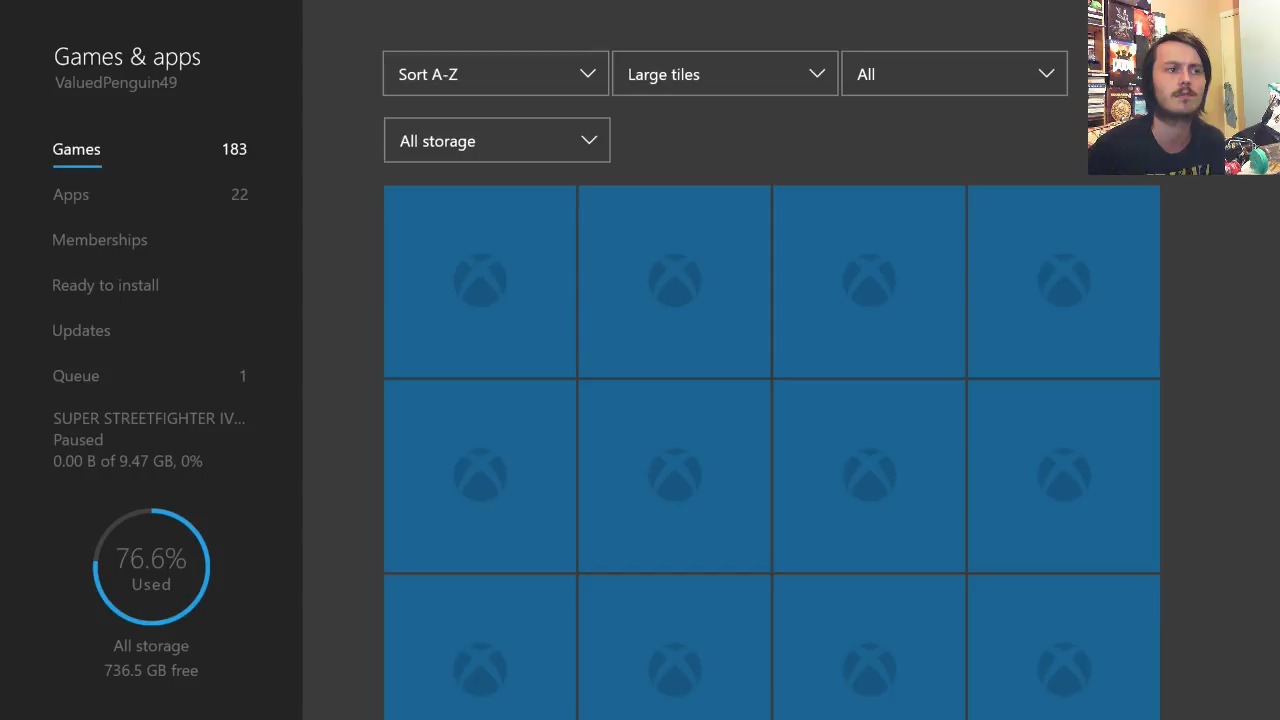 Games & apps
ValuedPenguin49
Games 183
Apps 22
Memberships
Ready to install
Updates
Queue 1
SUPER STREETFIGHTER IV...
Paused
0.00 B of 9.47 GB, 0%
76.6%
Used
All storage
736.5 GB free
Sort A-Z
Large tiles
All
All storage